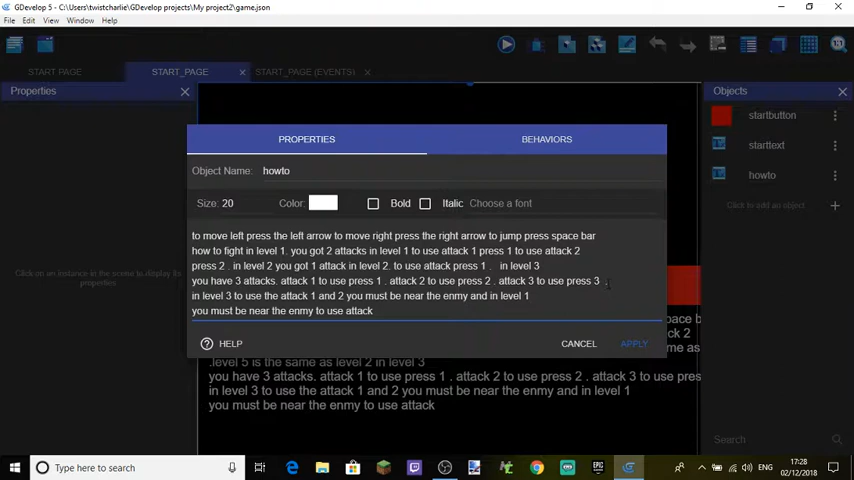 GDevelop 5 - C:\Users\twistcharlie\GDevelop projects\My project2\game.json
File Edit View Window Help
START PAGE START_PAGE START_PAGE (EVENTS)
Properties
Objects
PROPERTIES BEHAVIORS
startbutton
starttext
howto
Click to add an object
Object Name: howto
Size: 20 Color: Bold Italic Choose a font
to move left press the left arrow to move right press the right arrow to jump press space bar
how to fight in level 1. you got 2 attacks in level 1 to use attack 1 press 1 to use attack 2
press 2 . in level 2 you got 1 attack in level 2. to use attack press 1 . in level 3
you have 3 attacks. attack 1 to use press 1 . attack 2 to use press 2 . attack 3 to use press 3 .
in level 3 to use the attack 1 and 2 you must be near the enmy and in level 1
you must be near the enmy to use attack
Click on an instance in the scene to display its
properties
HELP CANCEL APPLY
space b
k 2
me as
.level 5 is the same as level 2 in level 3
you have 3 attacks. attack 1 to use press 1 . attack 2 to use press 2 . attack 3 to use pres
in level 3 to use the attack 1 and 2 you must be near the enmy and in level 1
you must be near the enmy to use attack
Search
Type here to search
ENG
17:28
02/12/2018